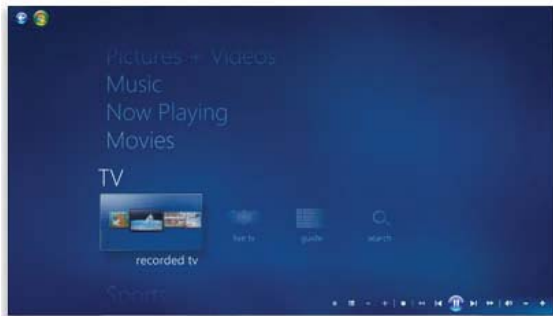 Pictures + Videos
Music
Now Playing
Movies
TV
recorded tv
live tv
guide
search
Sports